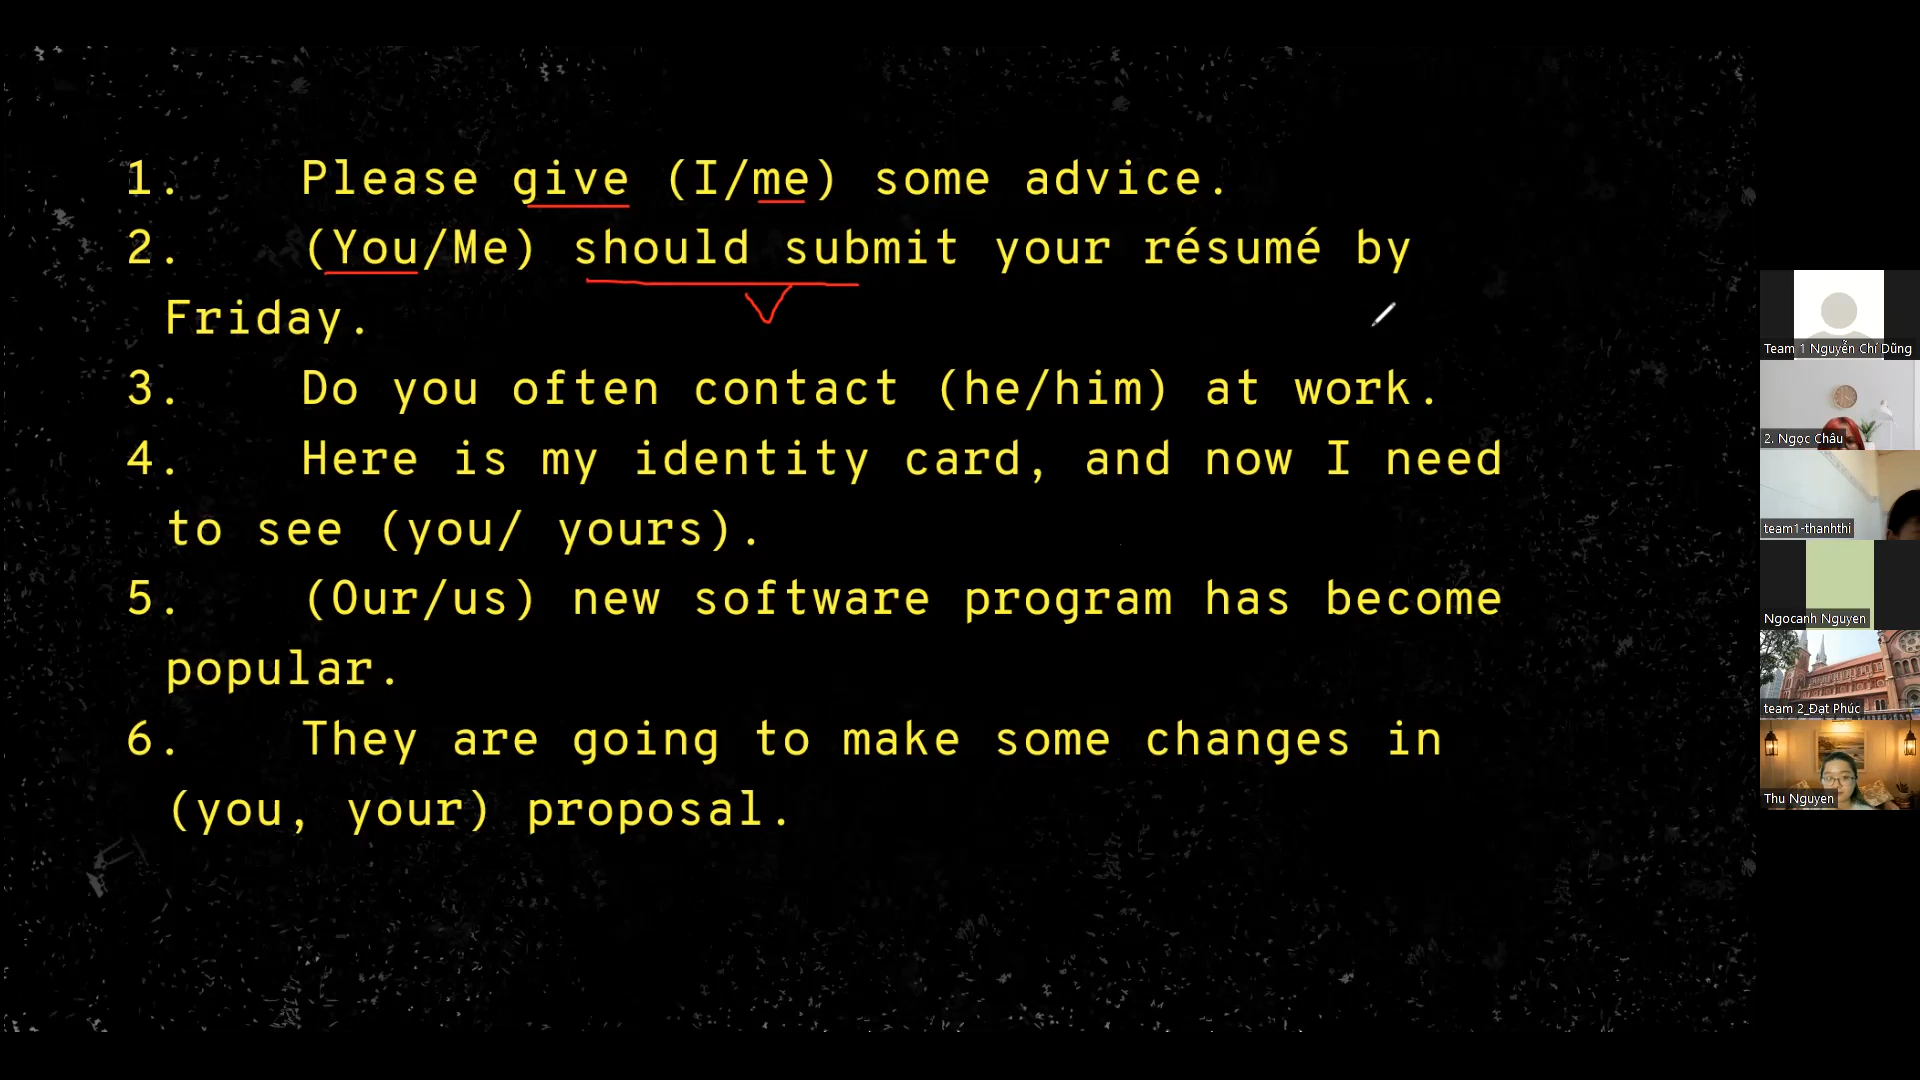 1. Please give (I/me) some advice.
2. (You/Me) should submit your résumé by
Friday.
3. Do you often contact (he/him) at work.
4. Here is my identity card, and now I need
to see (you/ yours).
5. (Our/us) new software program has become
popular.
6. They are going to make some changes in
(you, your) proposal.
Team 1 Nguyễn Chí Dũng
2. Ngọc Châu
team1-thanhthi
Ngocanh Nguyen
team 2_Đạt Phúc
Thu Nguyen